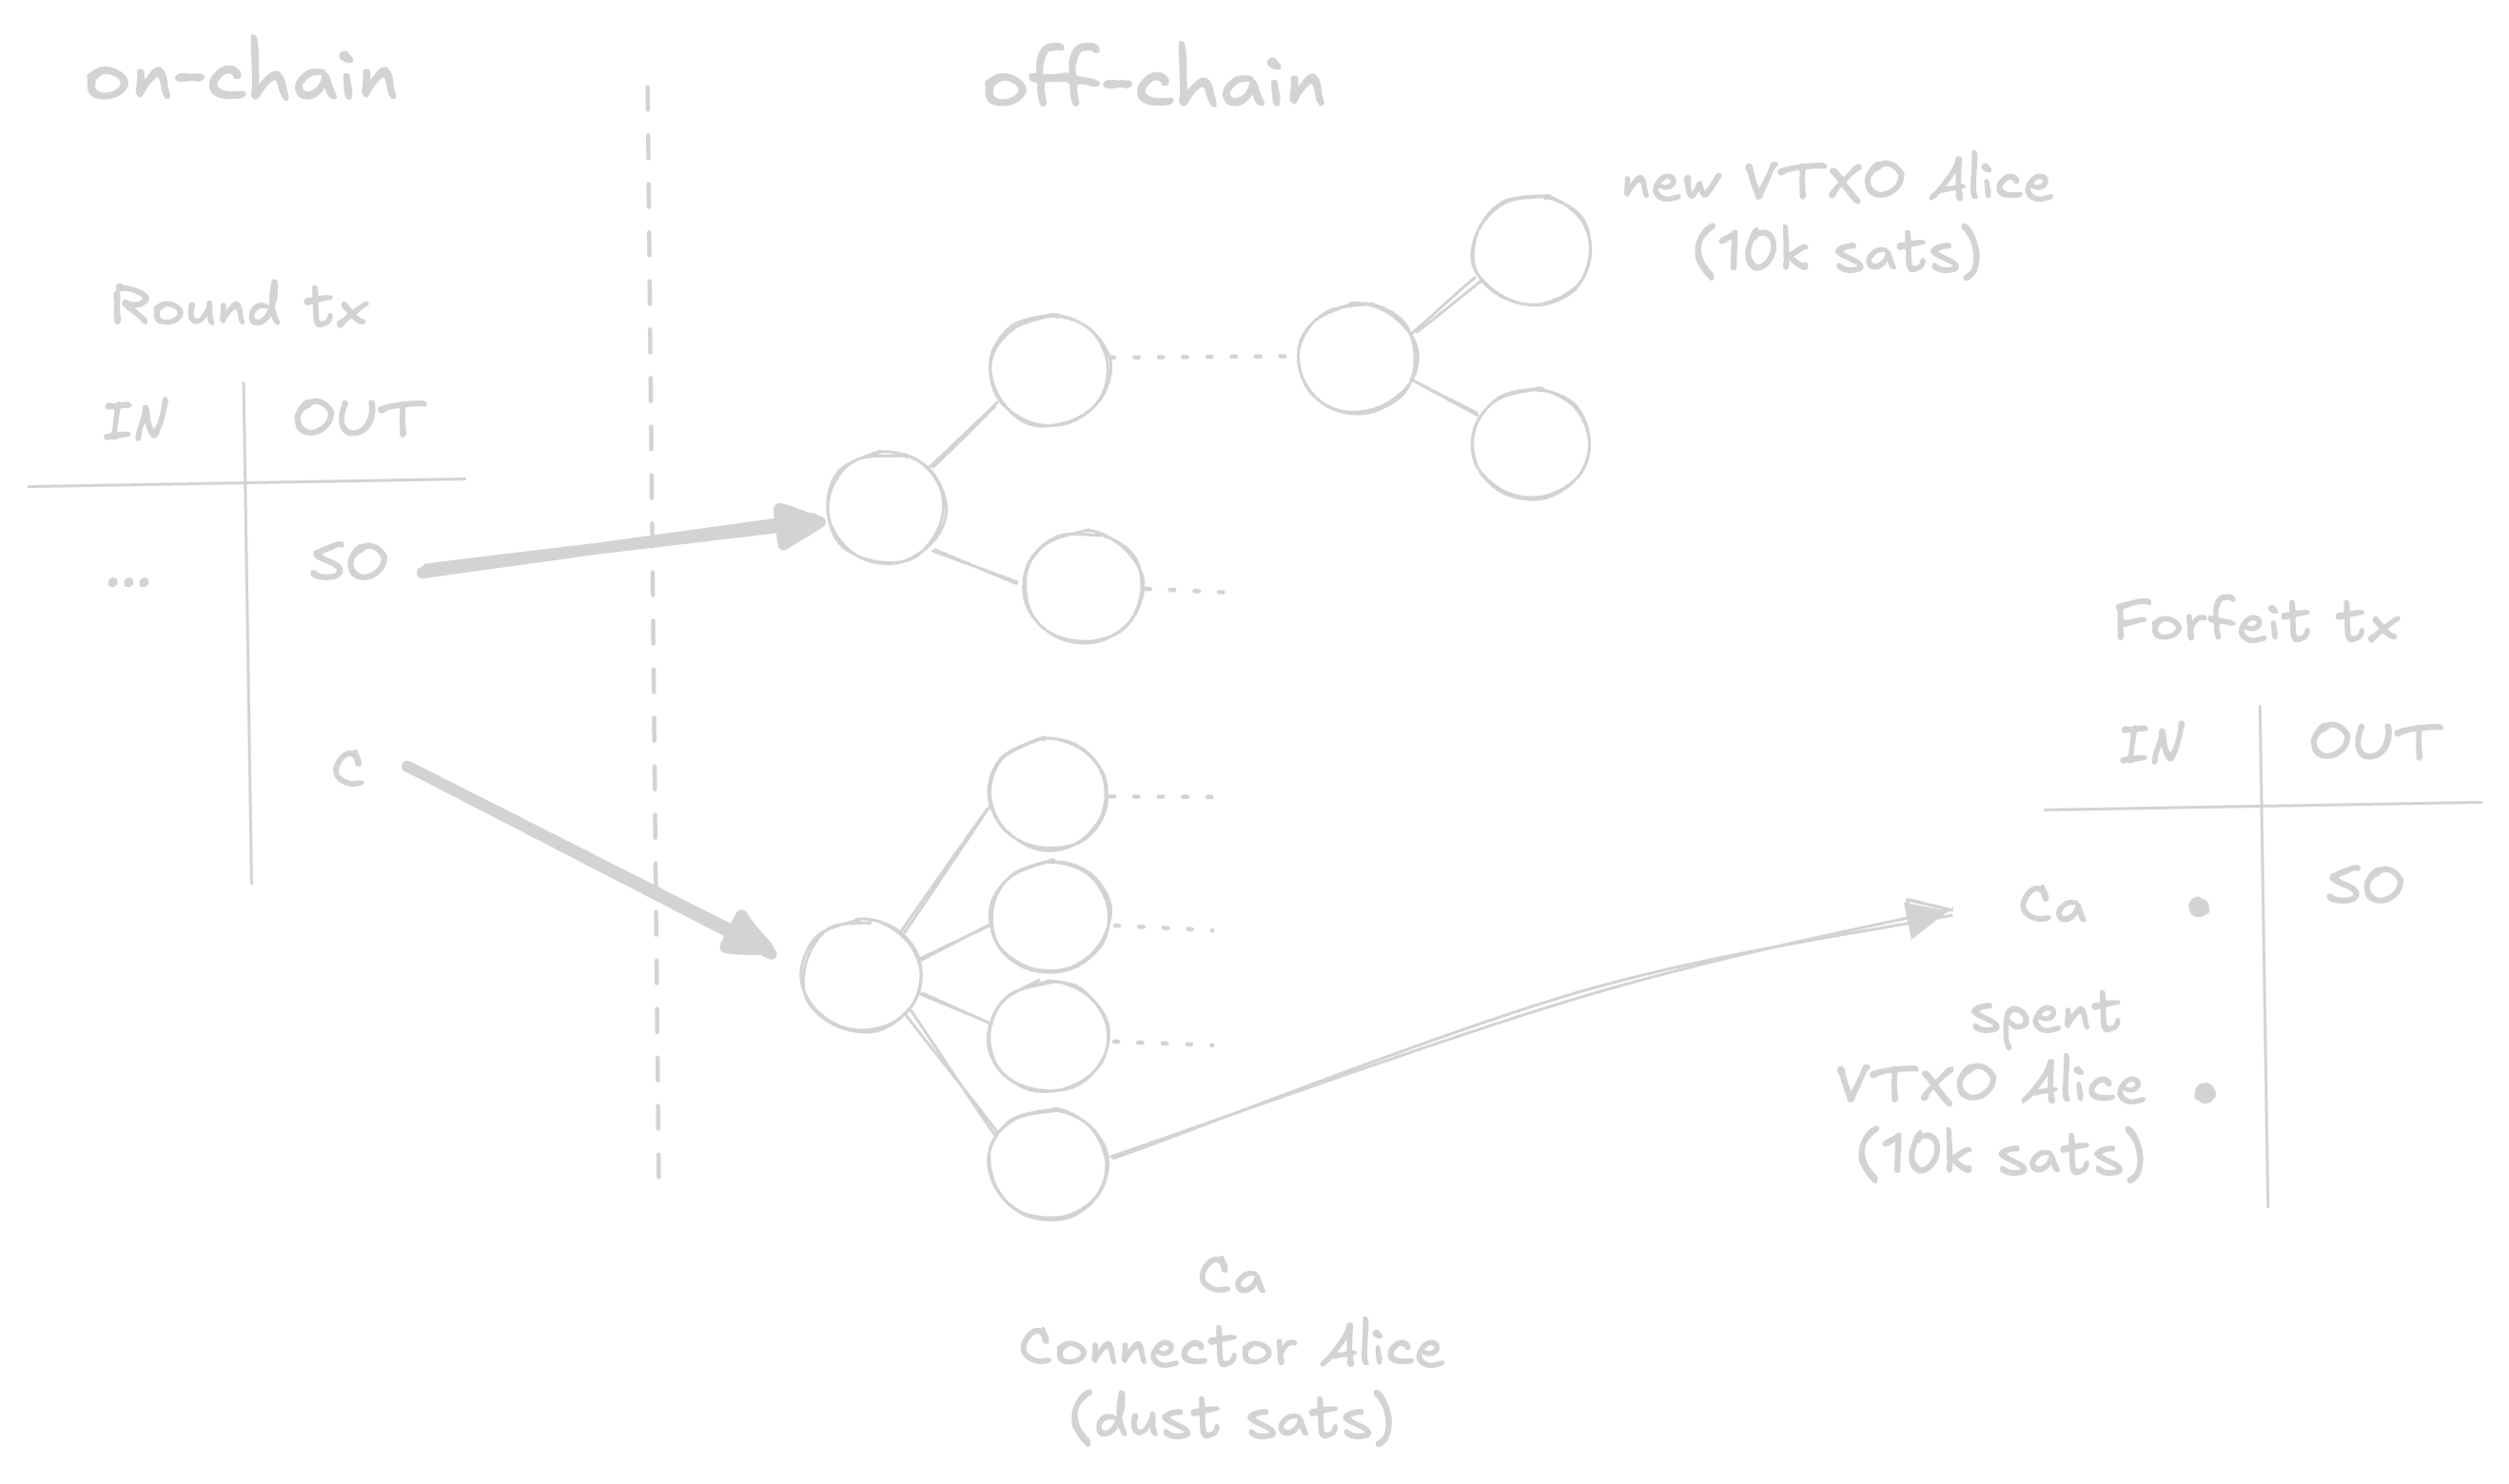 on-chain
off-chain
new VTXO Alice
(10k sats)
Round tx
IN
OUT
...
SO
C
Forfeit tx
IN
OUT
Ca
SO
spent
VTXO Alice
(10k sats)
Ca
Connector Alice
(dust sats)